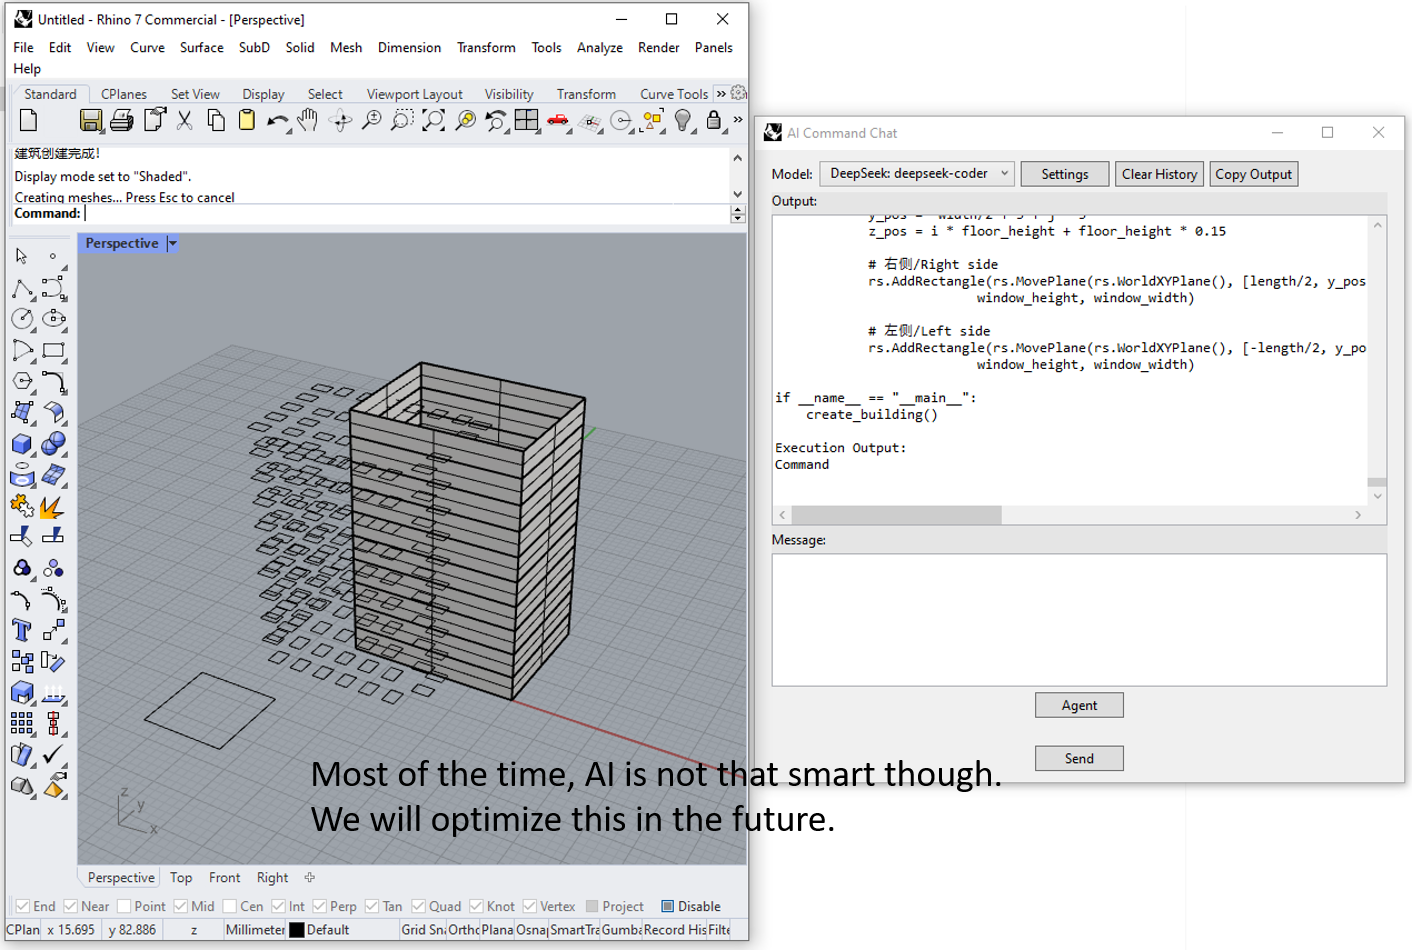 Untitled - Rhino 7 Commercial - [Perspective]
File Edit View Curve Surface SubD Solid Mesh Dimension Transform Tools Analyze Render Panels
Help
Standard CPlanes Set View Display Select Viewport Layout Visibility Transform Curve Tools »
建筑创建完成!
Display mode set to "Shaded".
Creating meshes... Press Esc to cancel
Command:
Perspective
z
y
x
Perspective Top Front Right
End Near Point Mid Cen Int Perp Tan Quad Knot Vertex Project Disable
CPlan x 15.695 y 82.886 z Millimeter Default Grid Sna Ortho Plana Osnap SmartTra Gumba Record His Filte
AI Command Chat
Model: DeepSeek: deepseek-coder Settings Clear History Copy Output
Output:
z_pos = i * floor_height + floor_height * 0.15
# 右侧/Right side
rs.AddRectangle(rs.MovePlane(rs.WorldXYPlane(), [length/2, y_pos
window_height, window_width)
# 左侧/Left side
rs.AddRectangle(rs.MovePlane(rs.WorldXYPlane(), [-length/2, y_po
window_height, window_width)
if __name__ == "__main__":
create_building()
Execution Output:
Command
Message:
Agent
Send
Most of the time, AI is not that smart though.
We will optimize this in the future.